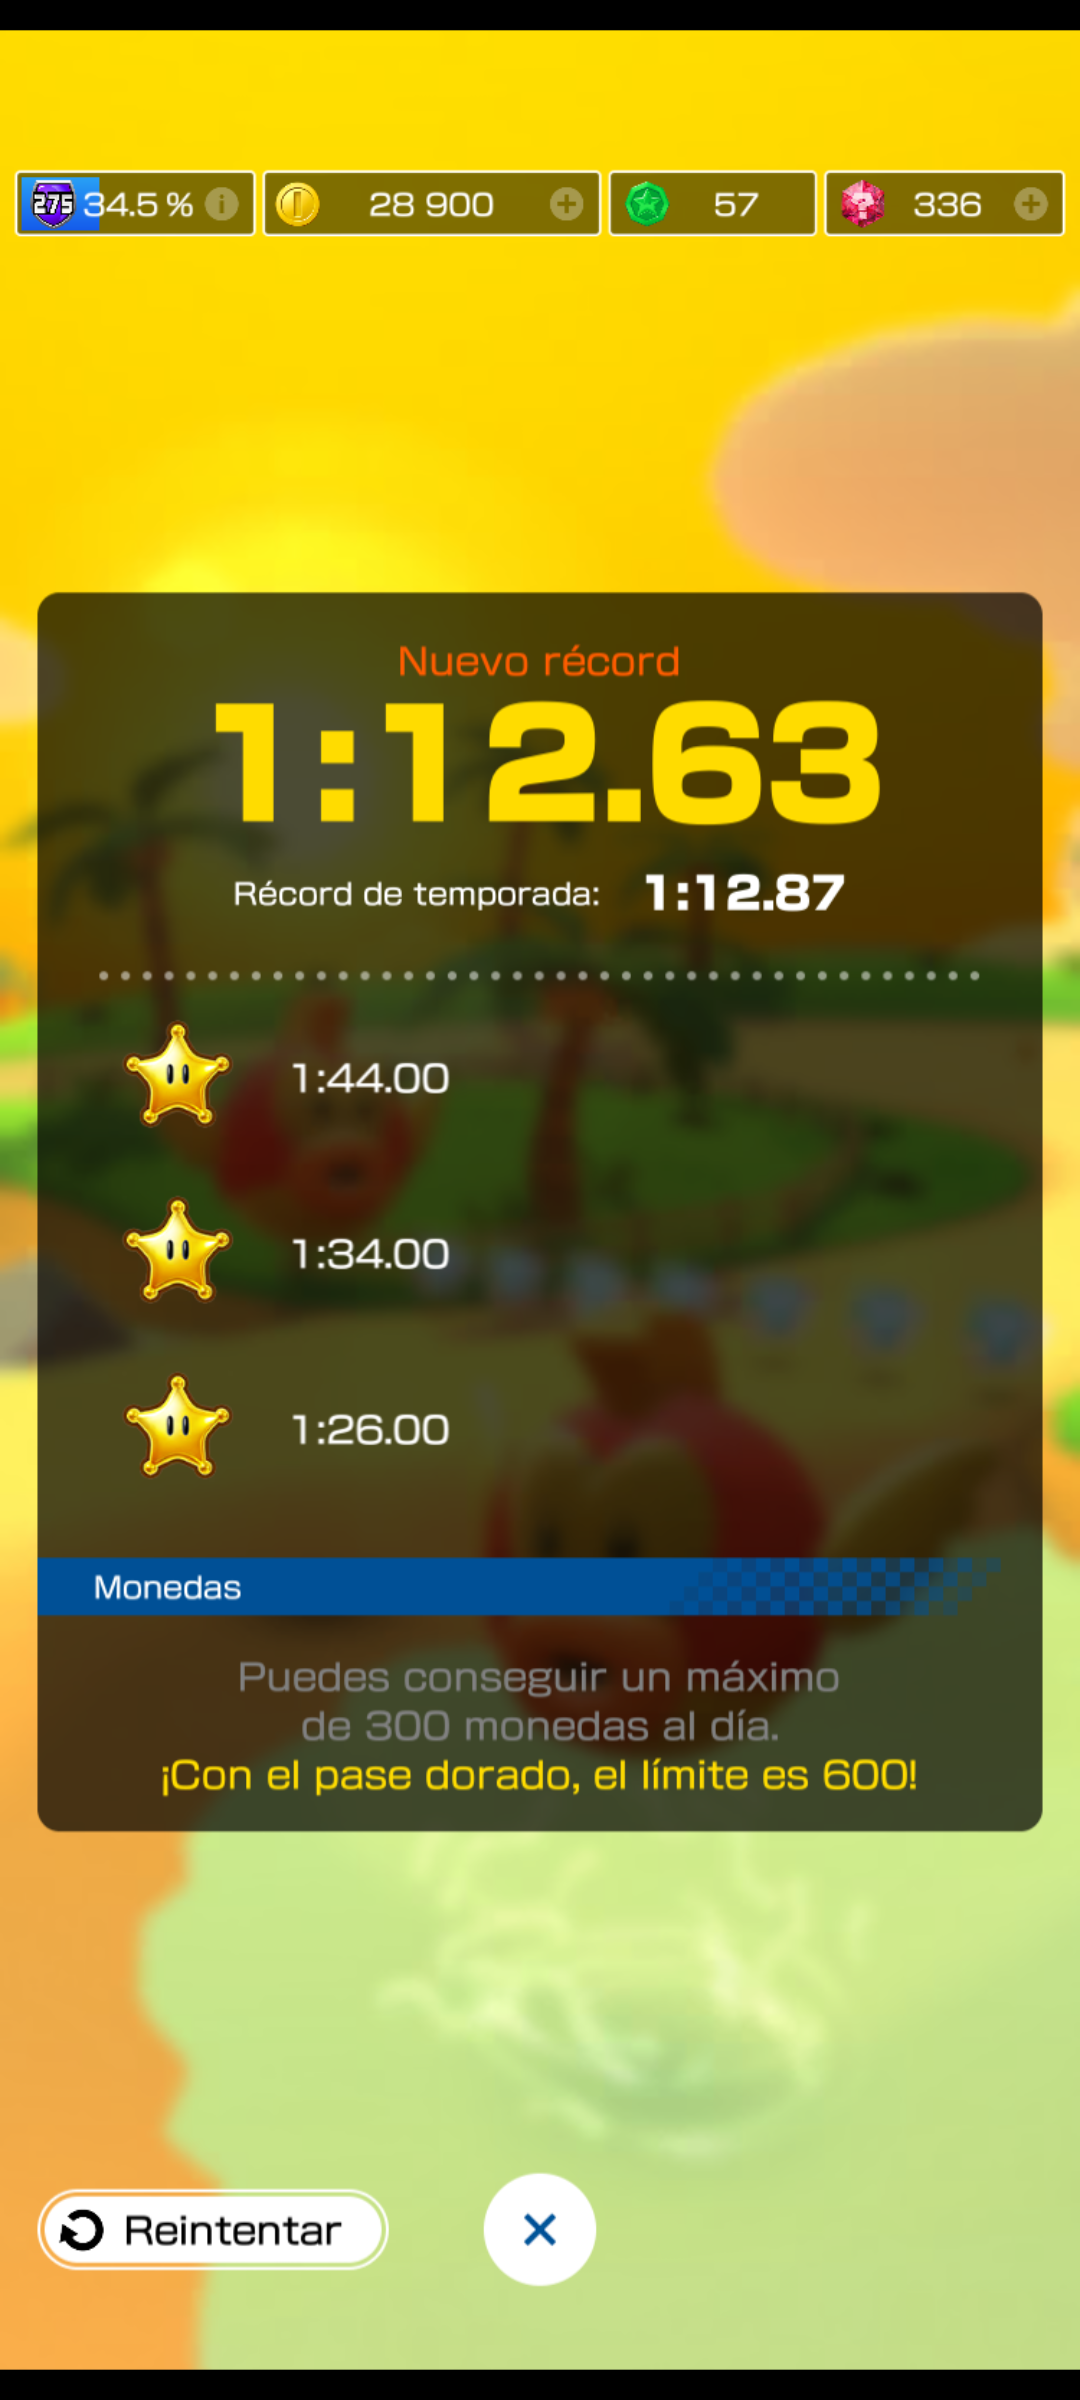 275 34.5 % i 28 900 + 57 336 +
Nuevo récord
1:12.63
Récord de temporada: 1:12.87
1:44.00
1:34.00
1:26.00
Monedas
Puedes conseguir un máximo
de 300 monedas al día.
¡Con el pase dorado, el límite es 600!
Reintentar